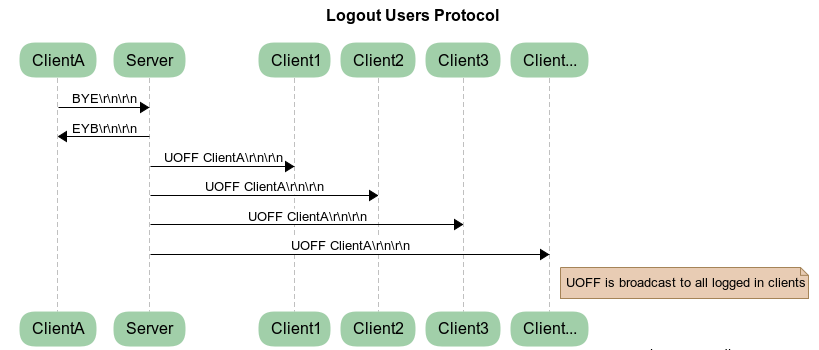 Logout Users Protocol
ClientA Server Client1 Client2 Client3 Client...
BYE\r\n\r\n
EYB\r\n\r\n
UOFF ClientA\r\n\r\n
UOFF ClientA\r\n\r\n
UOFF ClientA\r\n\r\n
UOFF ClientA\r\n\r\n
UOFF is broadcast to all logged in clients
ClientA Server Client1 Client2 Client3 Client...